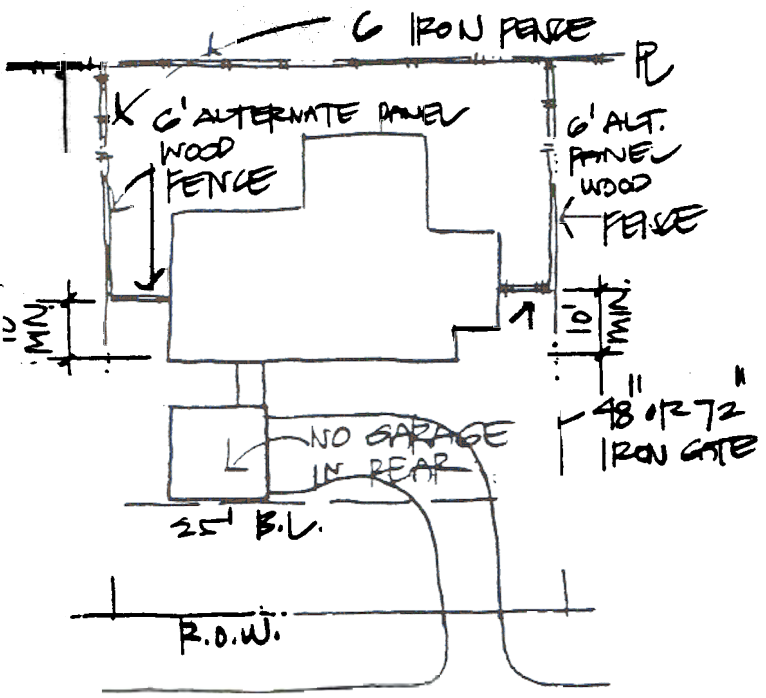 6 IRON FENCE
PL
6' ALTERNATE PANEL
WOOD
FENCE
6' ALT.
PANEL
WOOD
FENCE
10'
MIN.
10'
MIN.
48" OR 72"
IRON GATE
NO GARAGE
IN REAR
25' B.L.
R.O.W.